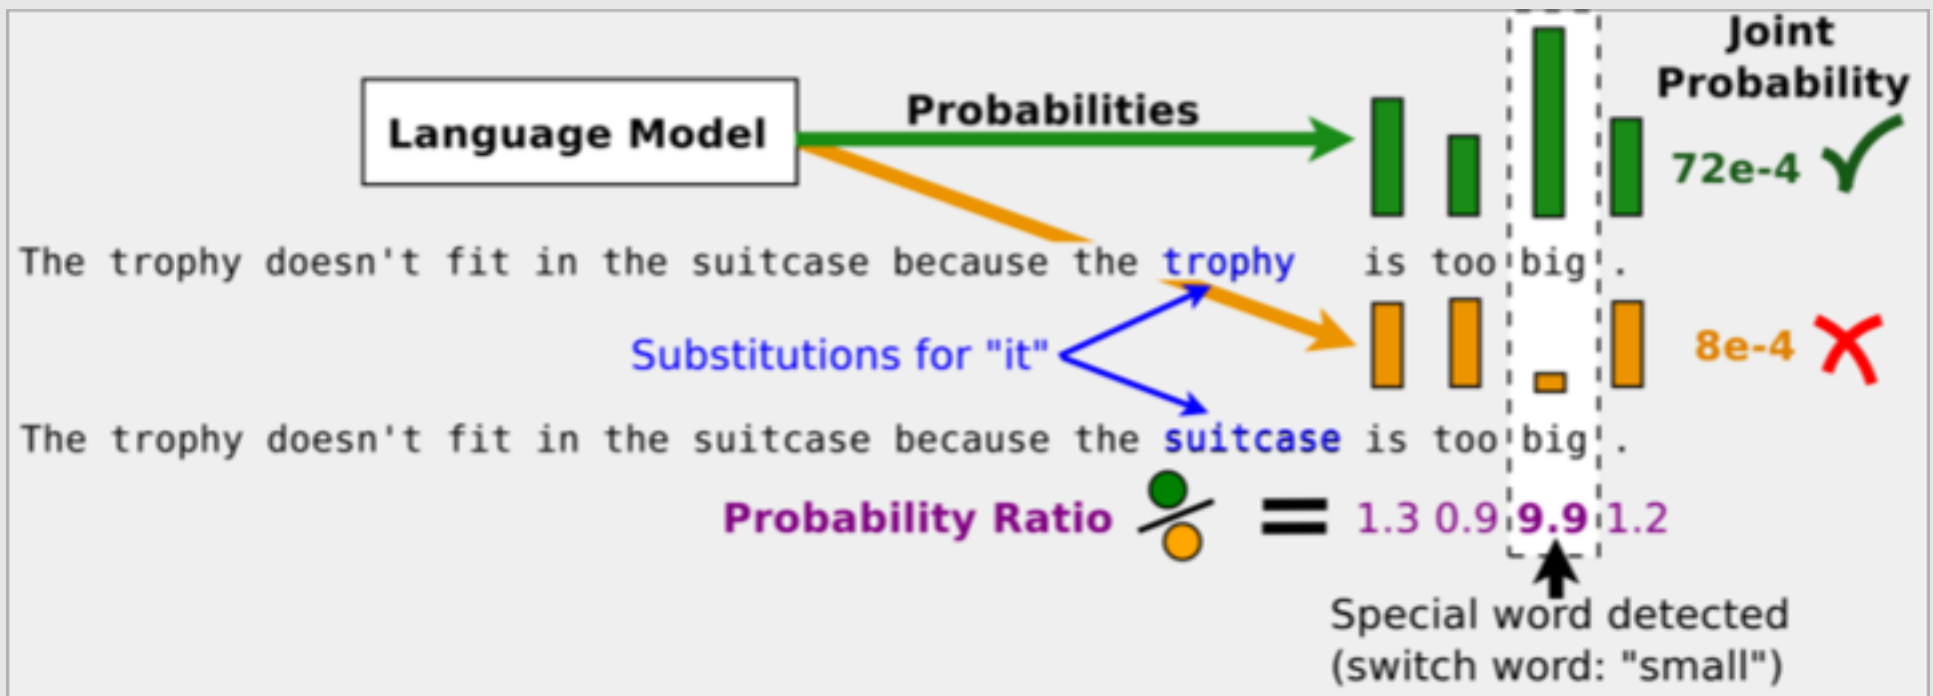 Joint
Probability
Language Model
Probabilities
72e-4
The trophy doesn't fit in the suitcase because the trophy is too big .
Substitutions for "it"
8e-4
The trophy doesn't fit in the suitcase because the suitcase is too big .
Probability Ratio = 1.3 0.9 9.9 1.2
Special word detected
(switch word: "small")